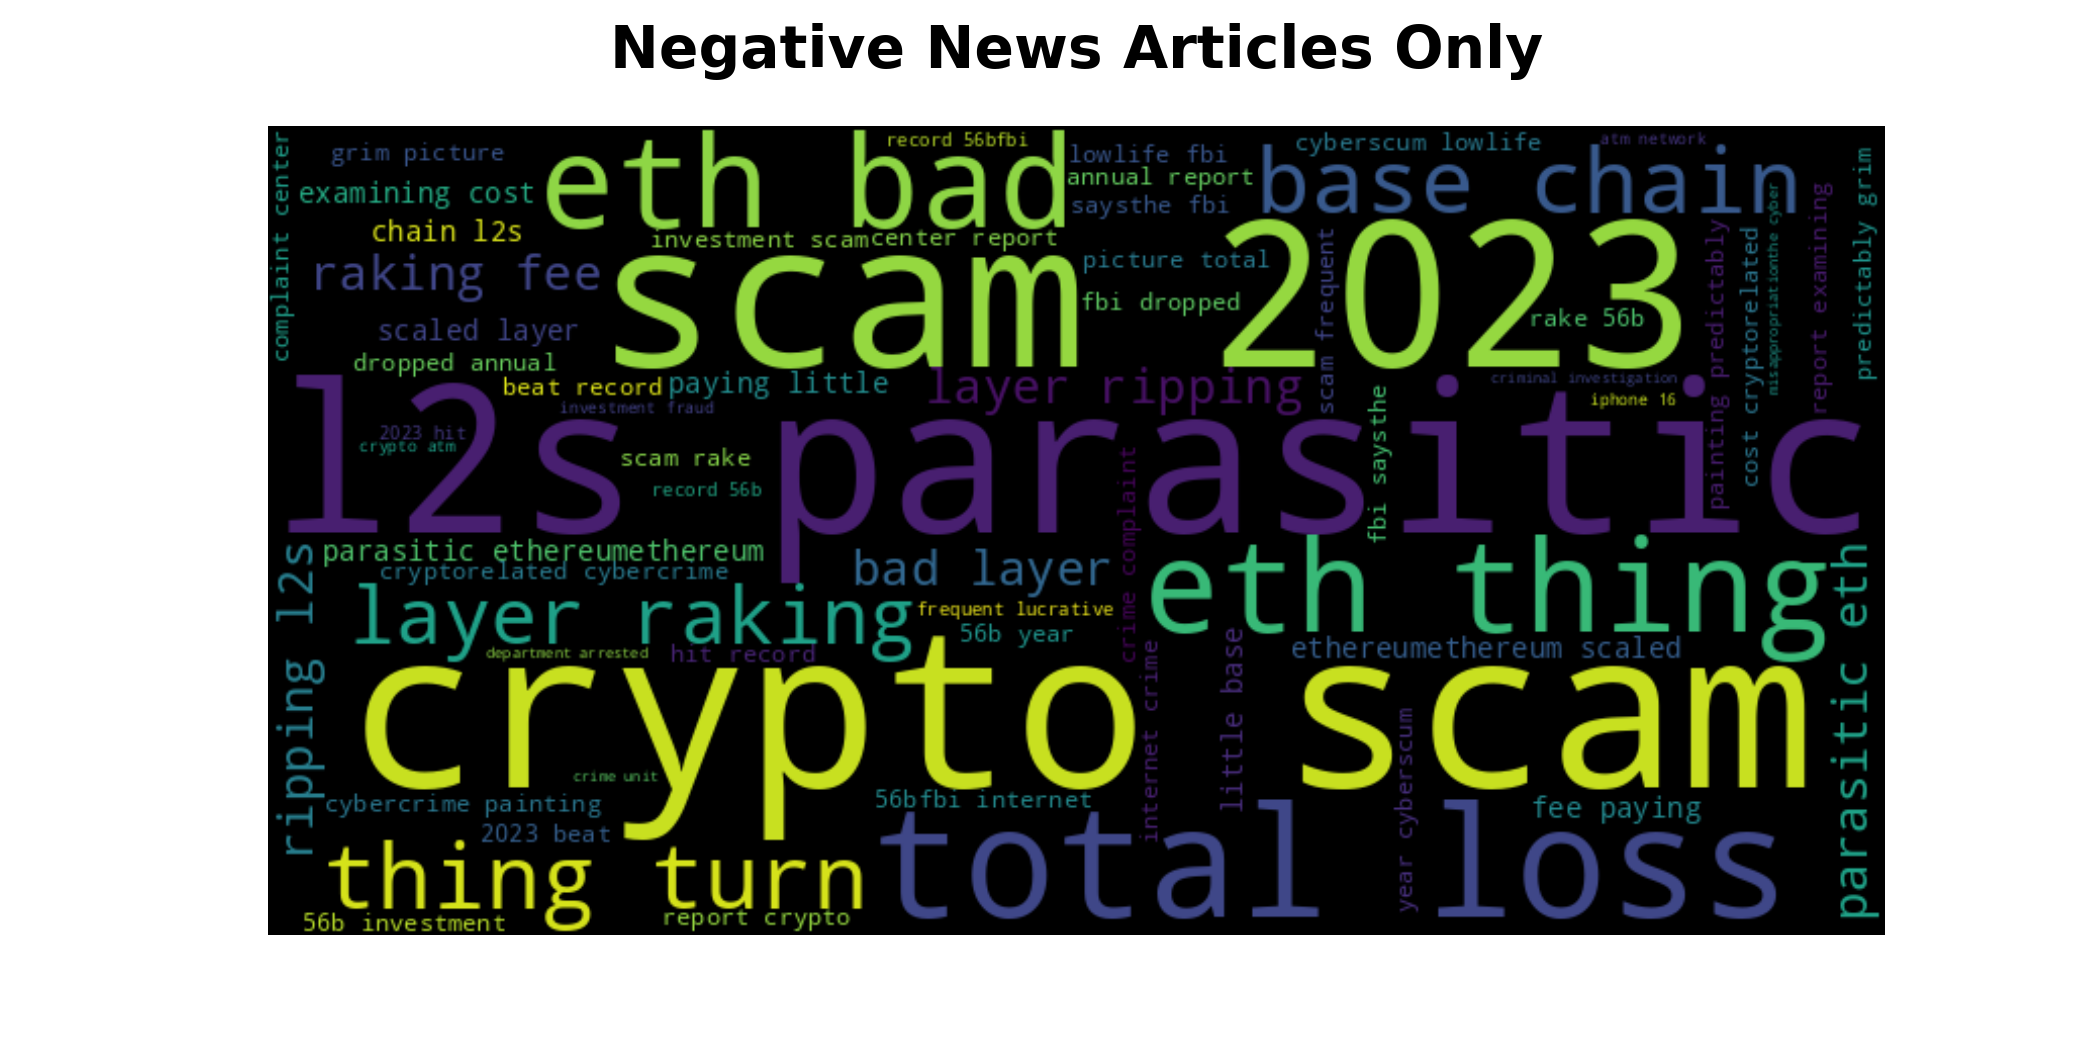 Negative News Articles Only
complaint center
grim picture
examining cost
chain l2s
raking fee
scaled layer
dropped annual
eth bad
record 56bfbi
lowlife fbi
annual report
saysthe fbi
cyberscum lowlife
atm network
base chain
investment scam
center report
scam 2023
picture total
fbi dropped
rake 56b
scam frequent
painting predictably
cost cryptorelated
misappropriationthe cyber
report examining
predictably grim
beat record
paying little
layer ripping
criminal investigation
iphone 16
investment fraud
2023 hit
crypto atm
scam rake
record 56b
l2s parasitic
fbi saysthe
crime complaint
parasitic ethereumethereum
cryptorelated cybercrime
bad layer
eth thing
ripping l2s
layer raking
frequent lucrative
56b year
department arrested
hit record
ethereumethereum scaled
parasitic eth
crypto scam
internet crime
little base
year cyberscum
crime unit
cybercrime painting
2023 beat
56bfbi internet
fee paying
thing turn
total loss
56b investment
report crypto